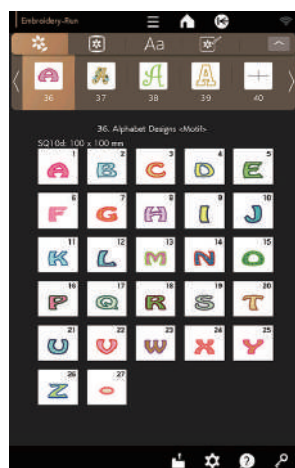 Embroidery-Run
Aa
A A A A
36 37 38 39 40
36. Alphabet Designs <Motif>
SQ10d: 100 x 100 mm
1 2 3 4 5
A B C D E
6 7 8 9 10
F G H I J
11 12 13 14 15
K L M N O
16 17 18 19 20
P Q R S T
21 22 23 24 25
U V W X Y
26 27
Z -
?